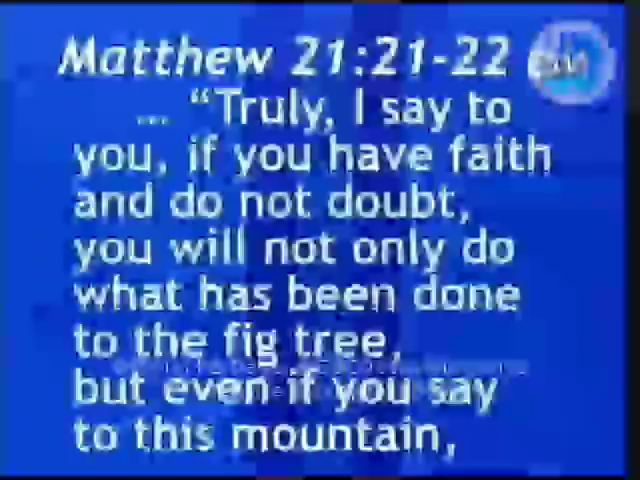 Matthew 21:21-22
... “Truly, I say to
you, if you have faith
and do not doubt,
you will not only do
what has been done
to the fig tree,
but even if you say
to this mountain,